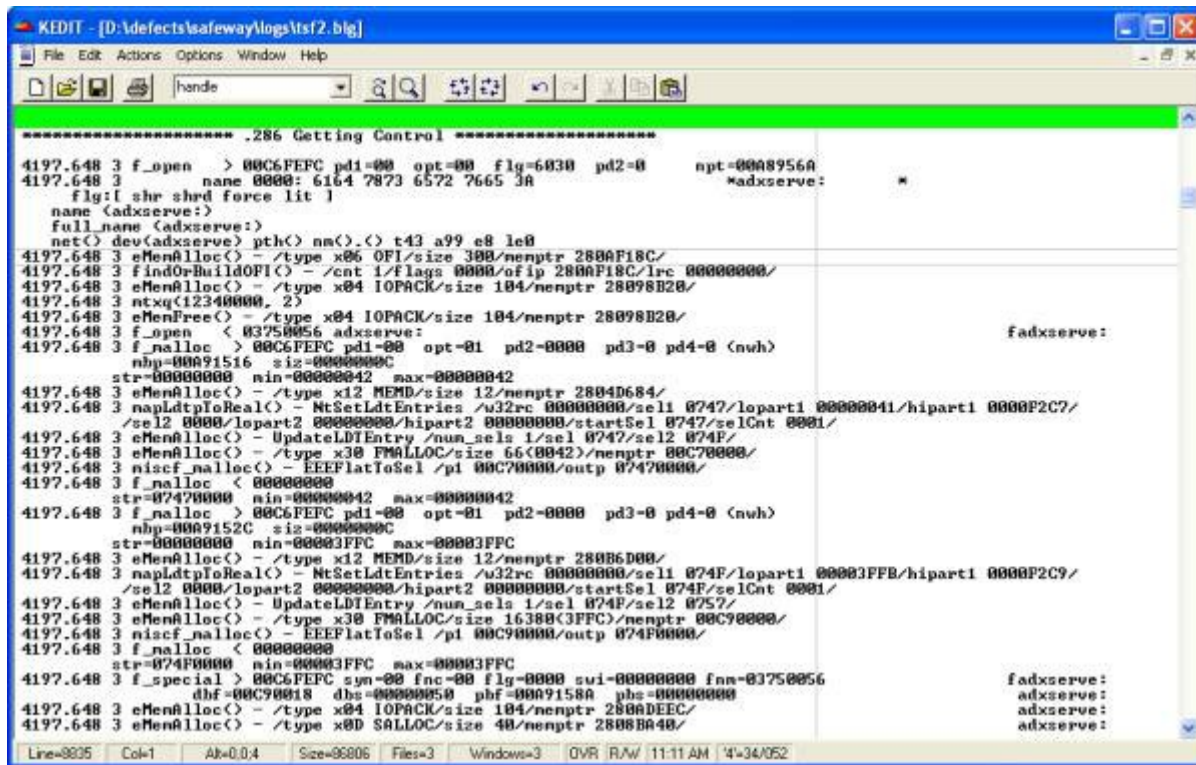 KEDIT - [D:\defects\safeway\logs\tsf2.blg]
File Edit Actions Options Window Help
handle
********************* .286 Getting Control ********************
4197.648 3 f_open > 00C6FEFC pd1=00 opt=00 flg=6030 pd2=0 npt=00A8956A
4197.648 3 name 0000: 6164 7873 6572 7665 3A *adxserve: *
flg:[ shr shrd force lit ]
name (adxserve:)
full_name (adxserve:)
net() dev(adxserve) pth() nm().() t43 a99 e8 le0
4197.648 3 eMemAlloc() - /type x06 OFI/size 300/memptr 280AF18C/
4197.648 3 findOrBuildOFI() - /cnt 1/flags 0000/ofip 280AF18C/lrc 00000000/
4197.648 3 eMemAlloc() - /type x04 IOPACK/size 104/memptr 28098B20/
4197.648 3 mtxq(12340000, 2)
4197.648 3 eMemFree() - /type x04 IOPACK/size 104/memptr 28098B20/
4197.648 3 f_open < 03750056 adxserve: fadxserve:
4197.648 3 f_malloc > 00C6FEFC pd1=00 opt=01 pd2=0000 pd3=0 pd4=0 (nwh)
mbp=00A91516 siz=0000000C
str=00000000 min=00000042 max=00000042
4197.648 3 eMemAlloc() - /type x12 MEMD/size 12/memptr 2804D684/
4197.648 3 mapLdtpToReal() - NtSetLdtEntries /w32rc 00000000/sel1 0747/lopart1 00000041/hipart1 0000F2C7/
/sel2 0000/lopart2 00000000/hipart2 00000000/startSel 0747/selCnt 0001/
4197.648 3 eMemAlloc() - UpdateLDTEntry /num_sels 1/sel 0747/sel2 074F/
4197.648 3 eMemAlloc() - /type x30 FMALLOC/size 66(0042)/memptr 00C70000/
4197.648 3 miscf_malloc() - EEEFlatToSel /p1 00C70000/outp 07470000/
4197.648 3 f_malloc < 00000000
str=07470000 min=00000042 max=00000042
4197.648 3 f_malloc > 00C6FEFC pd1=00 opt=01 pd2=0000 pd3=0 pd4=0 (nwh)
mbp=00A9152C siz=0000000C
str=00000000 min=00003FFC max=00003FFC
4197.648 3 eMemAlloc() - /type x12 MEMD/size 12/memptr 280B6D00/
4197.648 3 mapLdtpToReal() - NtSetLdtEntries /w32rc 00000000/sel1 074F/lopart1 00003FFB/hipart1 0000F2C9/
/sel2 0000/lopart2 00000000/hipart2 00000000/startSel 074F/selCnt 0001/
4197.648 3 eMemAlloc() - UpdateLDTEntry /num_sels 1/sel 074F/sel2 0757/
4197.648 3 eMemAlloc() - /type x30 FMALLOC/size 16380(3FFC)/memptr 00C90000/
4197.648 3 miscf_malloc() - EEEFlatToSel /p1 00C90000/outp 074F0000/
4197.648 3 f_malloc < 00000000
str=074F0000 min=00003FFC max=00003FFC
4197.648 3 f_special > 00C6FEFC syn=00 fnc=00 flg=0000 swi=00000000 fnm=03750056 fadxserve:
dbf=00C90018 dbs=00000050 pbf=00A9158A pbs=00000000 adxserve:
4197.648 3 eMemAlloc() - /type x04 IOPACK/size 104/memptr 280ADEEC/ adxserve:
4197.648 3 eMemAlloc() - /type x0D SALLOC/size 40/memptr 2808BA40/ adxserve:
Line=8835 Col=1 Alt=0,0;4 Size=96806 Files=3 Windows=3 OVR R/W 11:11 AM '4'=34/052